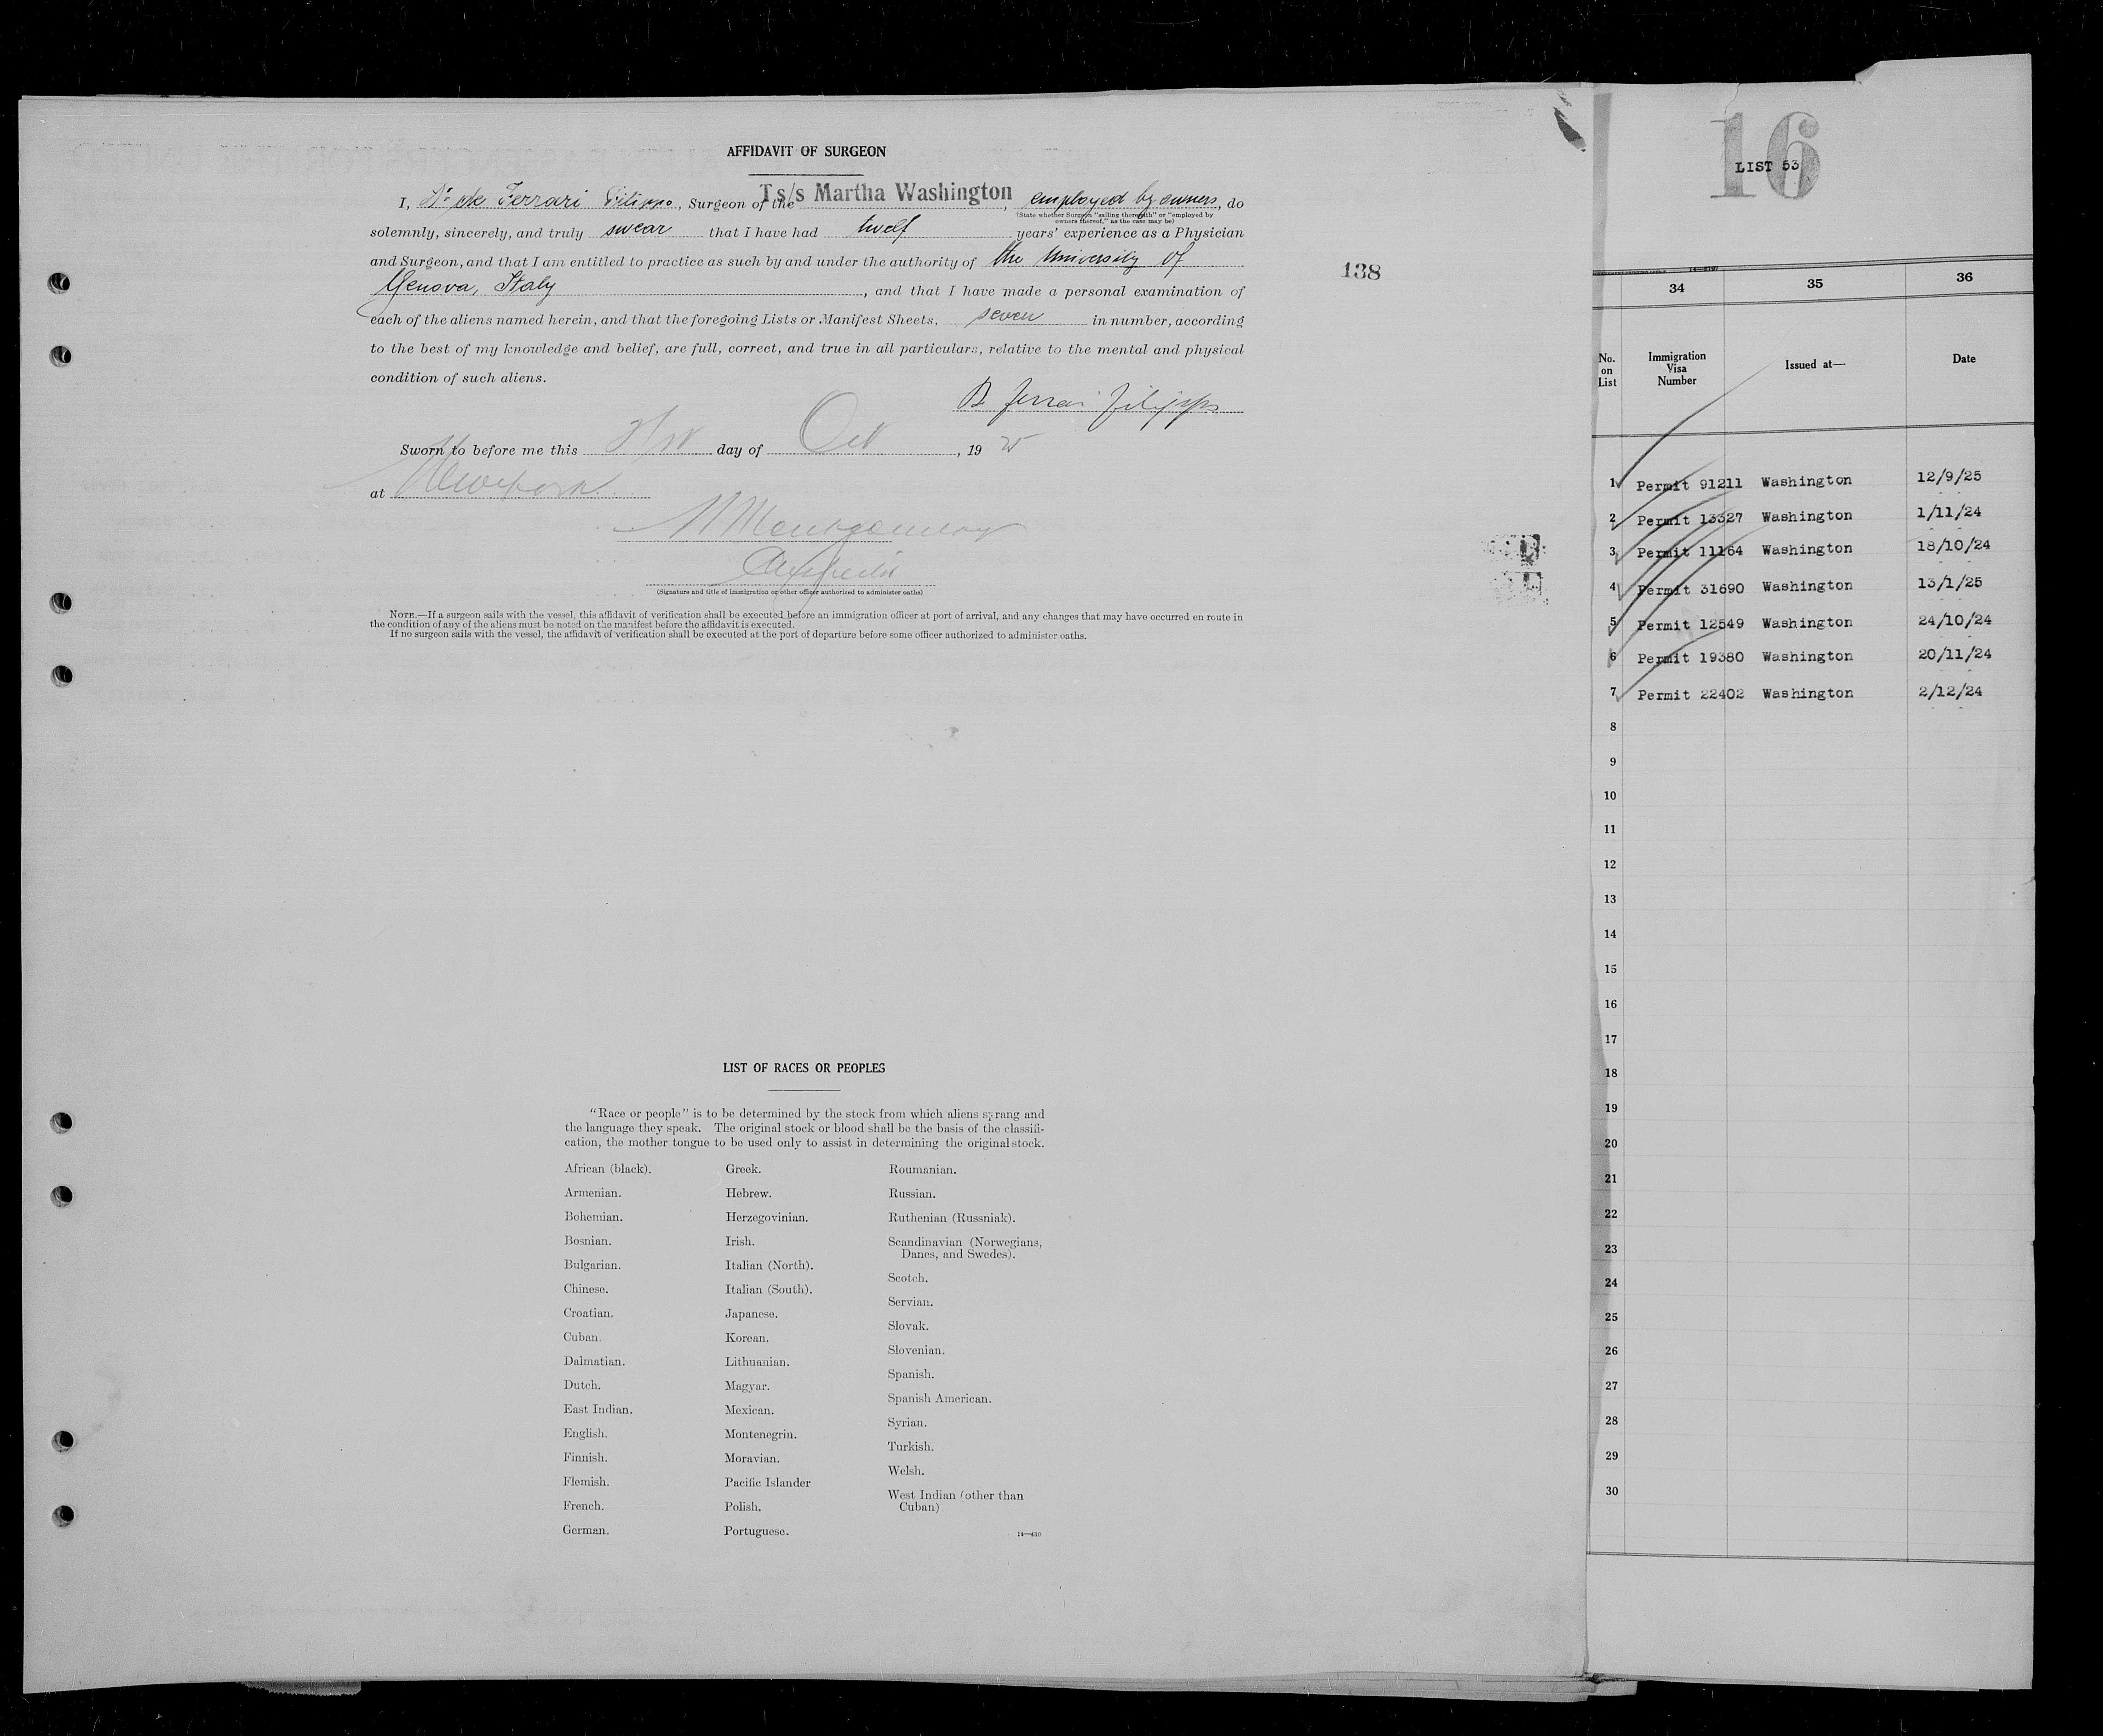 AFFIDAVIT OF SURGEON
I, Ferrari Filippo, Surgeon of the Ts/s Martha Washington, employed by owners, do
(State whether Surgeon "sailing therewith" or "employed by
owners thereof," as the case may be)
solemnly, sincerely, and truly swear that I have had twelf years' experience as a Physician
and Surgeon, and that I am entitled to practice as such by and under the authority of the University of
Genova, Italy, and that I have made a personal examination of
each of the aliens named herein, and that the foregoing Lists or Manifest Sheets, seven in number, according
to the best of my knowledge and belief, are full, correct, and true in all particulars, relative to the mental and physical
condition of such aliens.
Ferrari Filippo
Sworn to before me this day of Oct, 19 25
at New York
Montgomery
(Signature and title of immigration or other officer authorized to administer oaths)
NOTE.—If a surgeon sails with the vessel, this affidavit of verification shall be executed before an immigration officer at port of arrival, and any changes that may have occurred en route in
the condition of any of the aliens must be noted on the manifest before the affidavit is executed.
If no surgeon sails with the vessel, the affidavit of verification shall be executed at the port of departure before some officer authorized to administer oaths.
138
LIST OF RACES OR PEOPLES
"Race or people" is to be determined by the stock from which aliens sprang and
the language they speak. The original stock or blood shall be the basis of the classifi-
cation, the mother tongue to be used only to assist in determining the original stock.
African (black).
Armenian.
Bohemian.
Bosnian.
Bulgarian.
Chinese.
Croatian.
Cuban.
Dalmatian.
Dutch.
East Indian.
English.
Finnish.
Flemish.
French.
German.
Greek.
Hebrew.
Herzegovinian.
Irish.
Italian (North).
Italian (South).
Japanese.
Korean.
Lithuanian.
Magyar.
Mexican.
Montenegrin.
Moravian.
Pacific Islander
Polish.
Portuguese.
Roumanian.
Russian.
Ruthenian (Russniak).
Scandinavian (Norwegians,
Danes, and Swedes).
Scotch.
Servian.
Slovak.
Slovenian.
Spanish.
Spanish American.
Syrian.
Turkish.
Welsh.
West Indian (other than
Cuban)
14—430
16
LIST 53
34 35 36
No. on List Immigration Visa Number Issued at— Date
1 Permit 91211 Washington 12/9/25
2 Permit 13327 Washington 1/11/24
3 Permit 11164 Washington 18/10/24
4 Permit 31690 Washington 13/1/25
5 Permit 12549 Washington 24/10/24
6 Permit 19380 Washington 20/11/24
7 Permit 22402 Washington 2/12/24
8
9
10
11
12
13
14
15
16
17
18
19
20
21
22
23
24
25
26
27
28
29
30